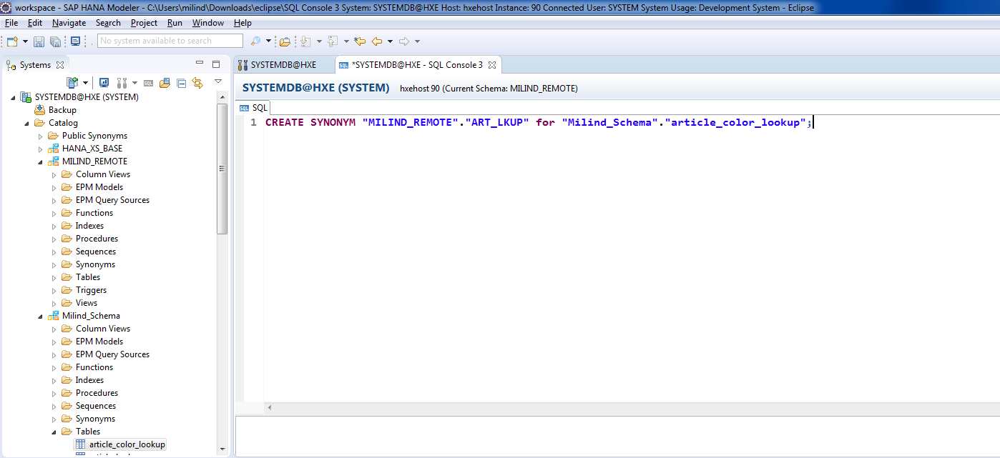 workspace - SAP HANA Modeler - C:\Users\milind\Downloads\eclipse\SQL Console 3 System: SYSTEMDB@HXE Host: hxehost Instance: 90 Connected User: SYSTEM System Usage: Development System - Eclipse
File Edit Navigate Search Project Run Window Help
No system available to search
Systems
SYSTEMDB@HXE
*SYSTEMDB@HXE - SQL Console 3
SQL
SYSTEMDB@HXE (SYSTEM) hxehost 90 (Current Schema: MILIND_REMOTE)
SQL SQL
1 CREATE SYNONYM "MILIND_REMOTE"."ART_LKUP" for "Milind_Schema"."article_color_lookup";
SYSTEMDB@HXE (SYSTEM)
Backup
Catalog
Public Synonyms
HANA_XS_BASE
MILIND_REMOTE
Column Views
EPM Models
EPM Query Sources
Functions
Indexes
Procedures
Sequences
Synonyms
Tables
Triggers
Views
Milind_Schema
Column Views
EPM Models
EPM Query Sources
Functions
Indexes
Procedures
Sequences
Synonyms
Tables
article_color_lookup